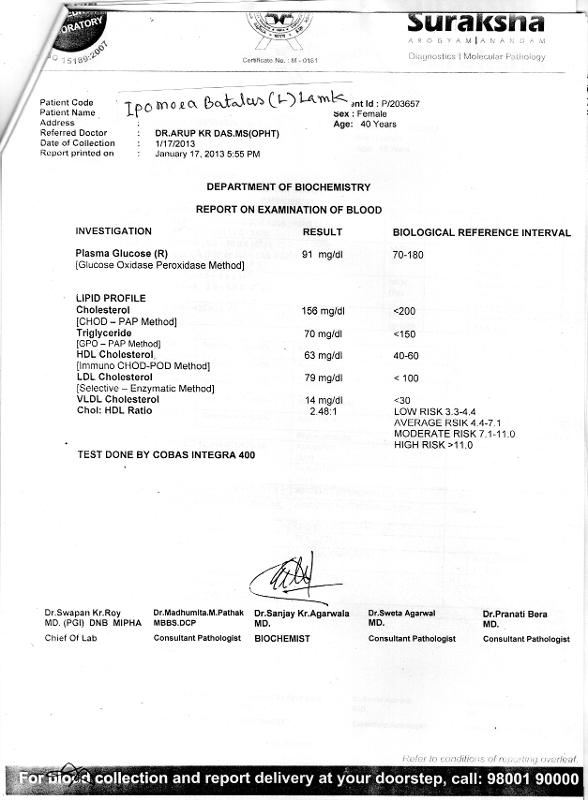 ORATORY
15189:2007
Certificate No. : M - 0161
Suraksha
AROGYAM|ANANDAM
Diagnostics | Molecular Pathology
Patient Code
Patient Name
Ipomoea Batatas (L) Lamk
nt Id : P/203657
Sex : Female
Address :
Age: 40 Years
Referred Doctor : DR.ARUP KR DAS.MS(OPHT)
Date of Collection : 1/17/2013
Report printed on : January 17, 2013 5:55 PM
DEPARTMENT OF BIOCHEMISTRY
REPORT ON EXAMINATION OF BLOOD
INVESTIGATION RESULT BIOLOGICAL REFERENCE INTERVAL
Plasma Glucose (R) 91 mg/dl 70-180
[Glucose Oxidase Peroxidase Method]
LIPID PROFILE
Cholesterol 156 mg/dl <200
[CHOD – PAP Method]
Triglyceride 70 mg/dl <150
[GPO – PAP Method]
HDL Cholesterol 63 mg/dl 40-60
[Immuno CHOD-POD Method]
LDL Cholesterol 79 mg/dl < 100
[Selective – Enzymatic Method]
VLDL Cholesterol 14 mg/dl <30
Chol: HDL Ratio 2.48:1 LOW RISK 3.3-4.4
AVERAGE RSIK 4.4-7.1
MODERATE RISK 7.1-11.0
HIGH RISK >11.0
TEST DONE BY COBAS INTEGRA 400
Dr.Swapan Kr.Roy Dr.Madhumita.M.Pathak Dr.Sanjay Kr.Agarwala Dr.Sweta Agarwal Dr.Pranati Bera
MD. (PGI) DNB MIPHA MBBS.DCP MD. MD. MD.
Chief Of Lab Consultant Pathologist BIOCHEMIST Consultant Pathologist Consultant Pathologist
Refer to conditions of reporting overleaf.
For blood collection and report delivery at your doorstep, call: 98001 90000